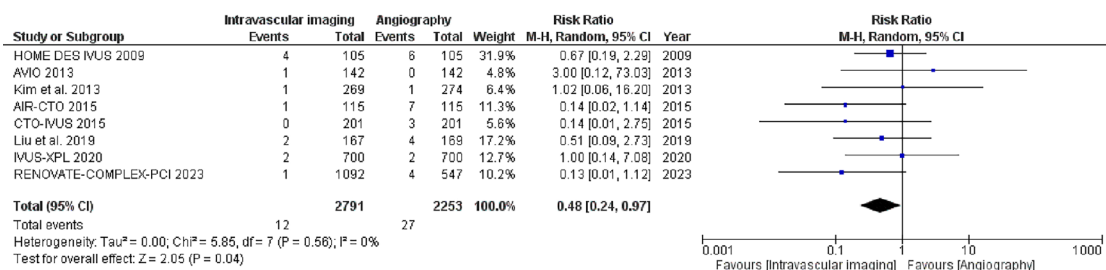 Intravascular imaging Angiography Risk Ratio Risk Ratio
Study or Subgroup Events Total Events Total Weight M-H, Random, 95% CI Year M-H, Random, 95% CI
HOME DES IVUS 2009 4 105 6 105 31.9% 0.67 [0.19, 2.29] 2009
AVIO 2013 1 142 0 142 4.8% 3.00 [0.12, 73.03] 2013
Kim et al. 2013 1 269 1 274 6.4% 1.02 [0.06, 16.20] 2013
AIR-CTO 2015 1 115 7 115 11.3% 0.14 [0.02, 1.14] 2015
CTO-IVUS 2015 0 201 3 201 5.6% 0.14 [0.01, 2.75] 2015
Liu et al. 2019 2 167 4 169 17.2% 0.51 [0.09, 2.73] 2019
IVUS-XPL 2020 2 700 2 700 12.7% 1.00 [0.14, 7.08] 2020
RENOVATE-COMPLEX-PCI 2023 1 1092 4 547 10.2% 0.13 [0.01, 1.12] 2023
Total (95% CI) 2791 2253 100.0% 0.48 [0.24, 0.97]
Total events 12 27
Heterogeneity: Tau² = 0.00; Chi² = 5.85, df = 7 (P = 0.56); I² = 0%
Test for overall effect: Z = 2.05 (P = 0.04)
0.001 0.1 1 10 1000
Favours [Intravascular imaging] Favours [Angiography]